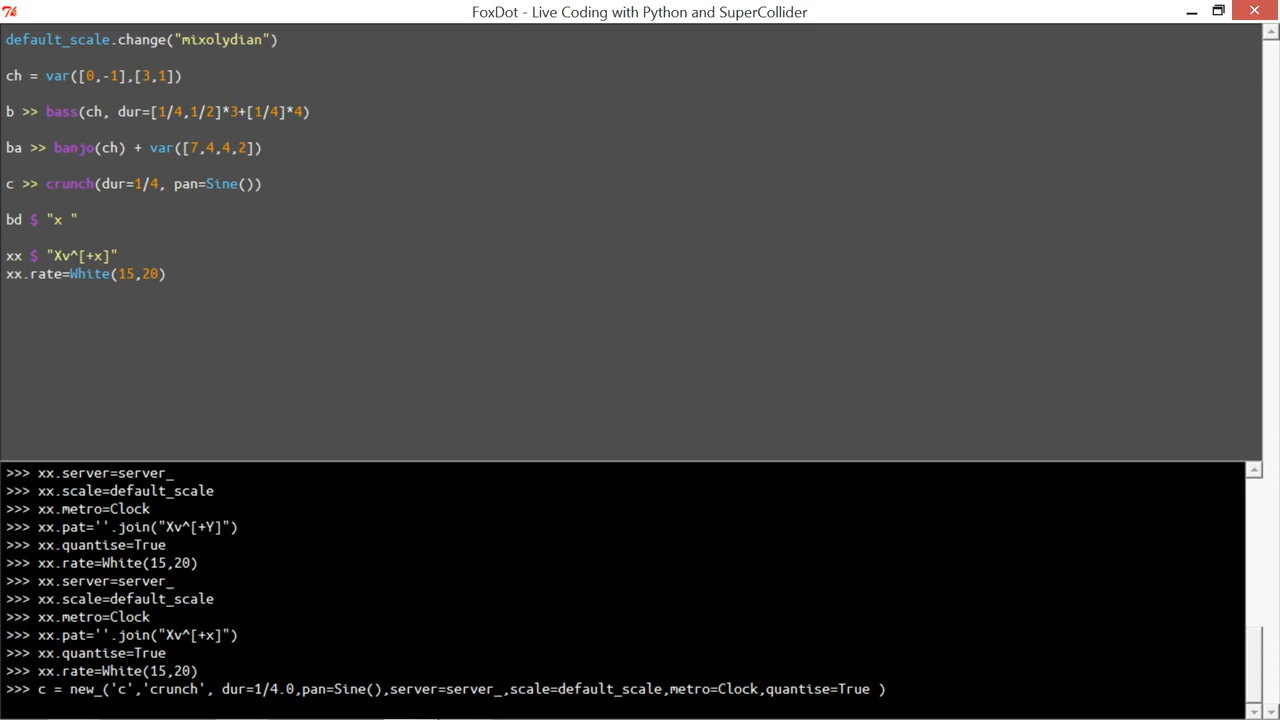 FoxDot - Live Coding with Python and SuperCollider
default_scale.change("mixolydian")
ch = var([0,-1],[3,1])
b >> bass(ch, dur=[1/4,1/2]*3+[1/4]*4)
ba >> banjo(ch) + var([7,4,4,2])
c >> crunch(dur=1/4, pan=Sine())
bd $ "x "
xx $ "Xv^[+x]"
xx.rate=White(15,20)
>>> xx.server=server_
>>> xx.scale=default_scale
>>> xx.metro=Clock
>>> xx.pat=''.join("Xv^[+Y]")
>>> xx.quantise=True
>>> xx.rate=White(15,20)
>>> xx.server=server_
>>> xx.scale=default_scale
>>> xx.metro=Clock
>>> xx.pat=''.join("Xv^[+x]")
>>> xx.quantise=True
>>> xx.rate=White(15,20)
>>> c = new_('c','crunch', dur=1/4.0,pan=Sine(),server=server_,scale=default_scale,metro=Clock,quantise=True )